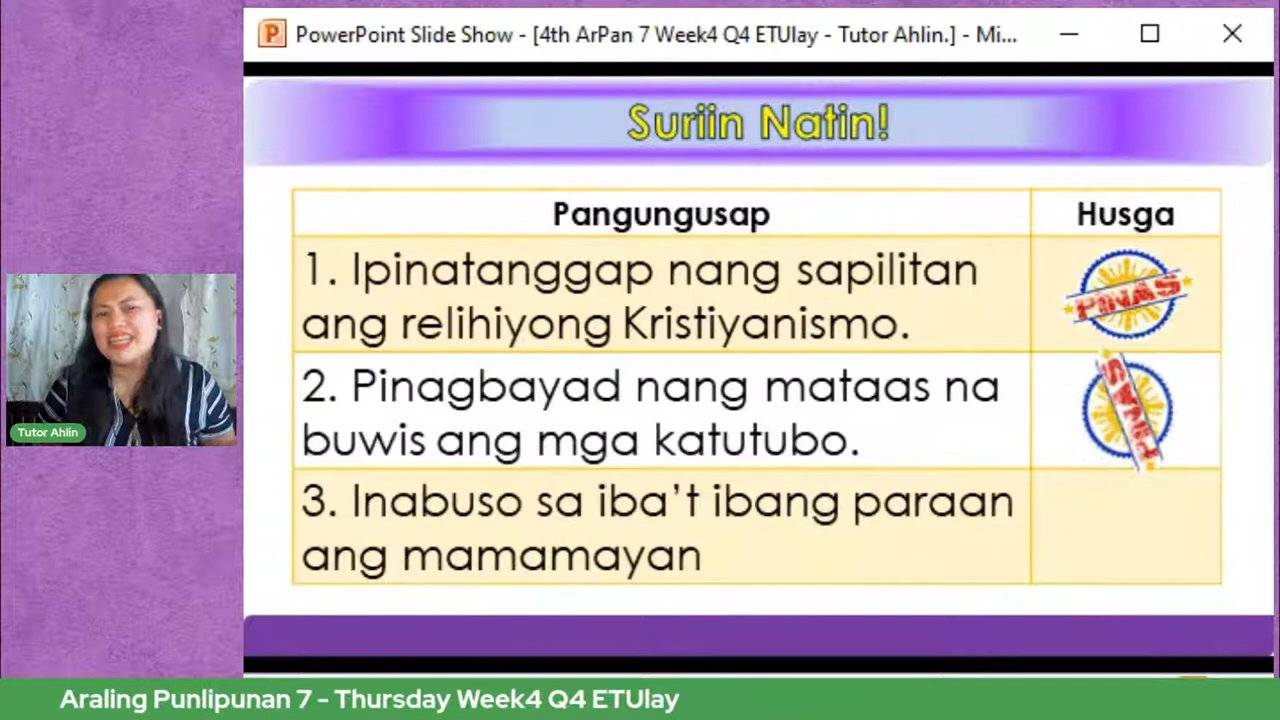 PowerPoint Slide Show - [4th ArPan 7 Week4 Q4 ETUlay - Tutor Ahlin.] - Mi...
Suriin Natin!
Pangungusap
Husga
1. Ipinatanggap nang sapilitan
ang relihiyong Kristiyanismo.
PINAS
2. Pinagbayad nang mataas na
buwis ang mga katutubo.
PINAS
3. Inabuso sa iba't ibang paraan
ang mamamayan
Tutor Ahlin
Araling Punlipunan 7 - Thursday Week4 Q4 ETUlay